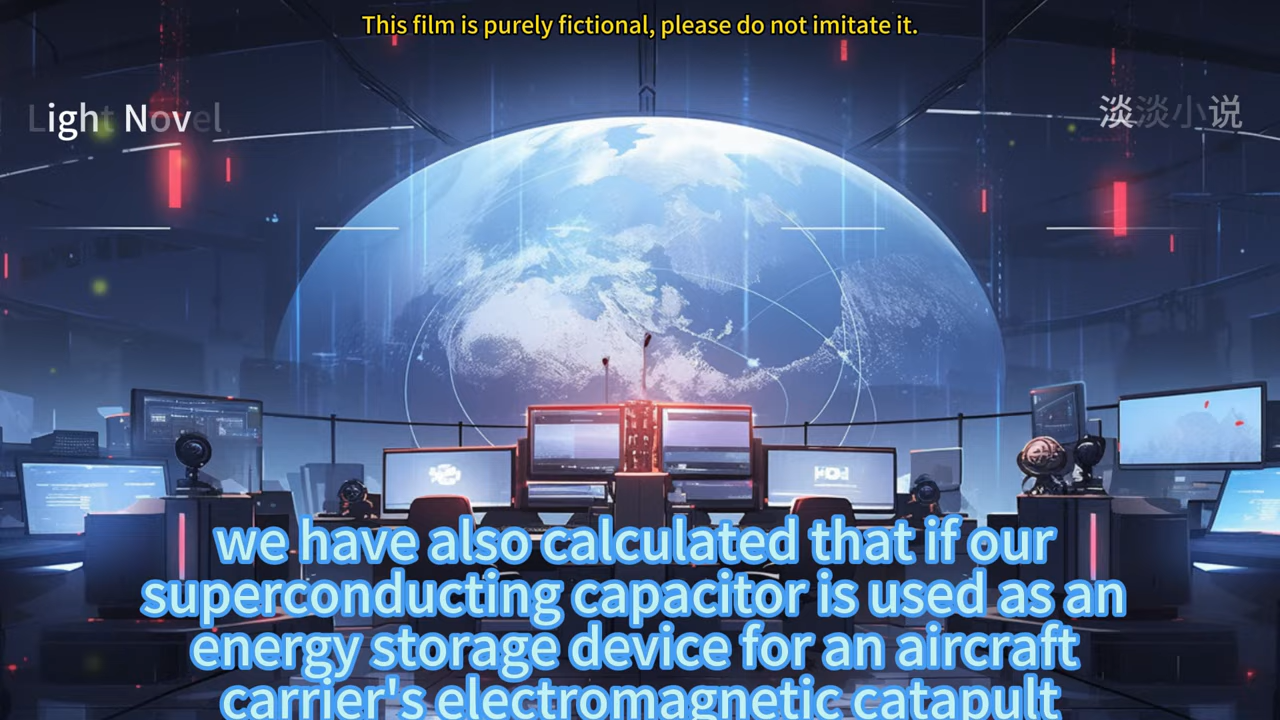 This film is purely fictional, please do not imitate it.
Light Novel
淡淡小说
we have also calculated that if our
superconducting capacitor is used as an
energy storage device for an aircraft
carrier's electromagnetic catapult